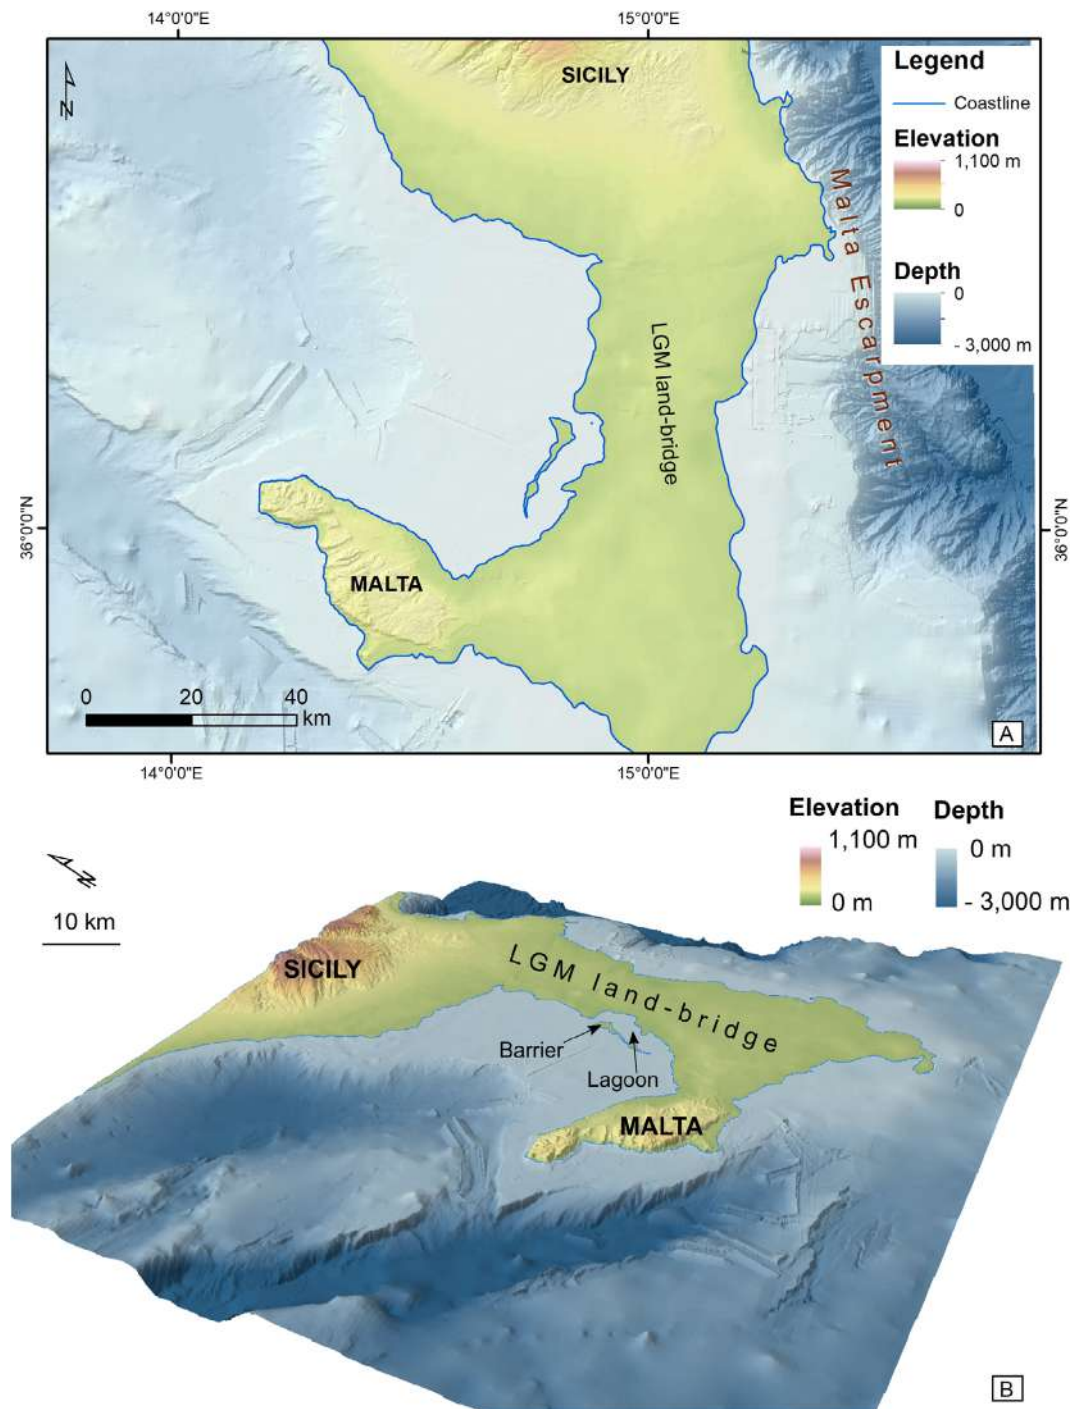 14°0'0"E
15°0'0"E
N
SICILY
Legend
Coastline
Elevation
1,100 m
0
Depth
0
- 3,000 m
Malta Escarpment
LGM land-bridge
36°0'0"N
36°0'0"N
MALTA
0 20 40
km
A
14°0'0"E
15°0'0"E
Elevation Depth
1,100 m 0 m
0 m - 3,000 m
N
10 km
SICILY
LGM land-bridge
Barrier
Lagoon
MALTA
B